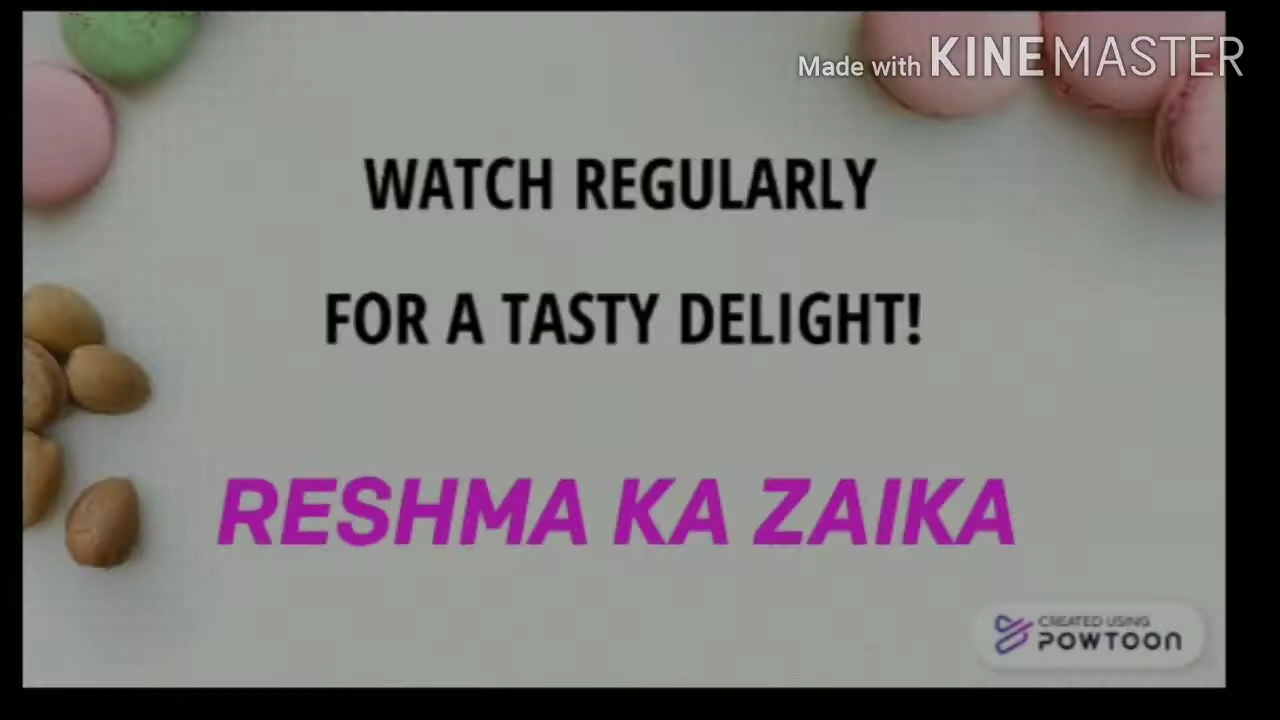 Made with KINEMASTER
WATCH REGULARLY
FOR A TASTY DELIGHT!
RESHMA KA ZAIKA
CREATED USING
POWTOON